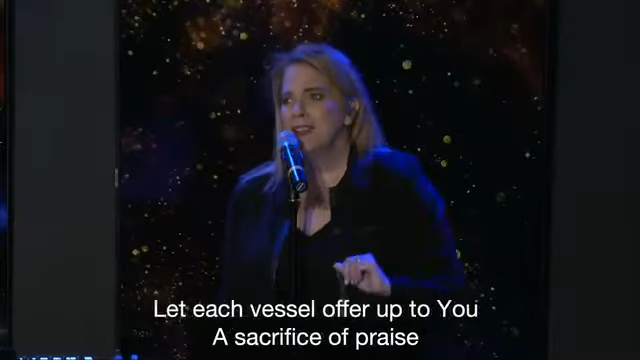 Let each vessel offer up to You
A sacrifice of praise